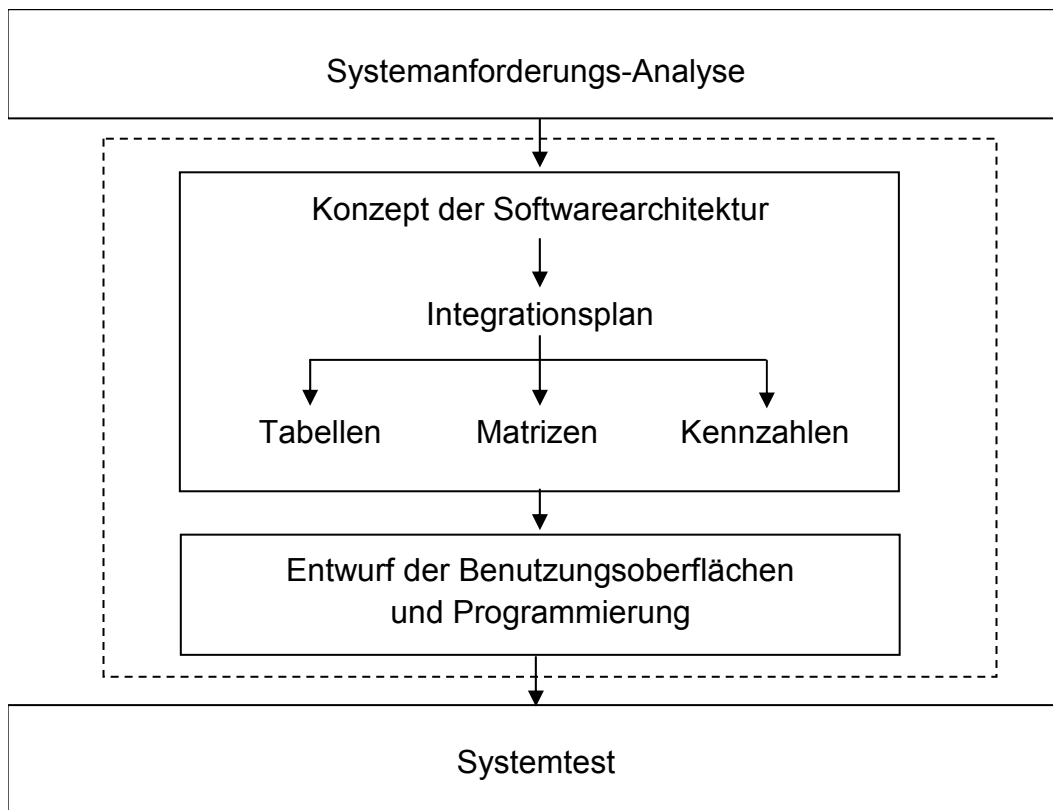 Systemanforderungs-Analyse
Konzept der Softwarearchitektur
Integrationsplan
Tabellen Matrizen Kennzahlen
Entwurf der Benutzungsoberflächen
und Programmierung
Systemtest